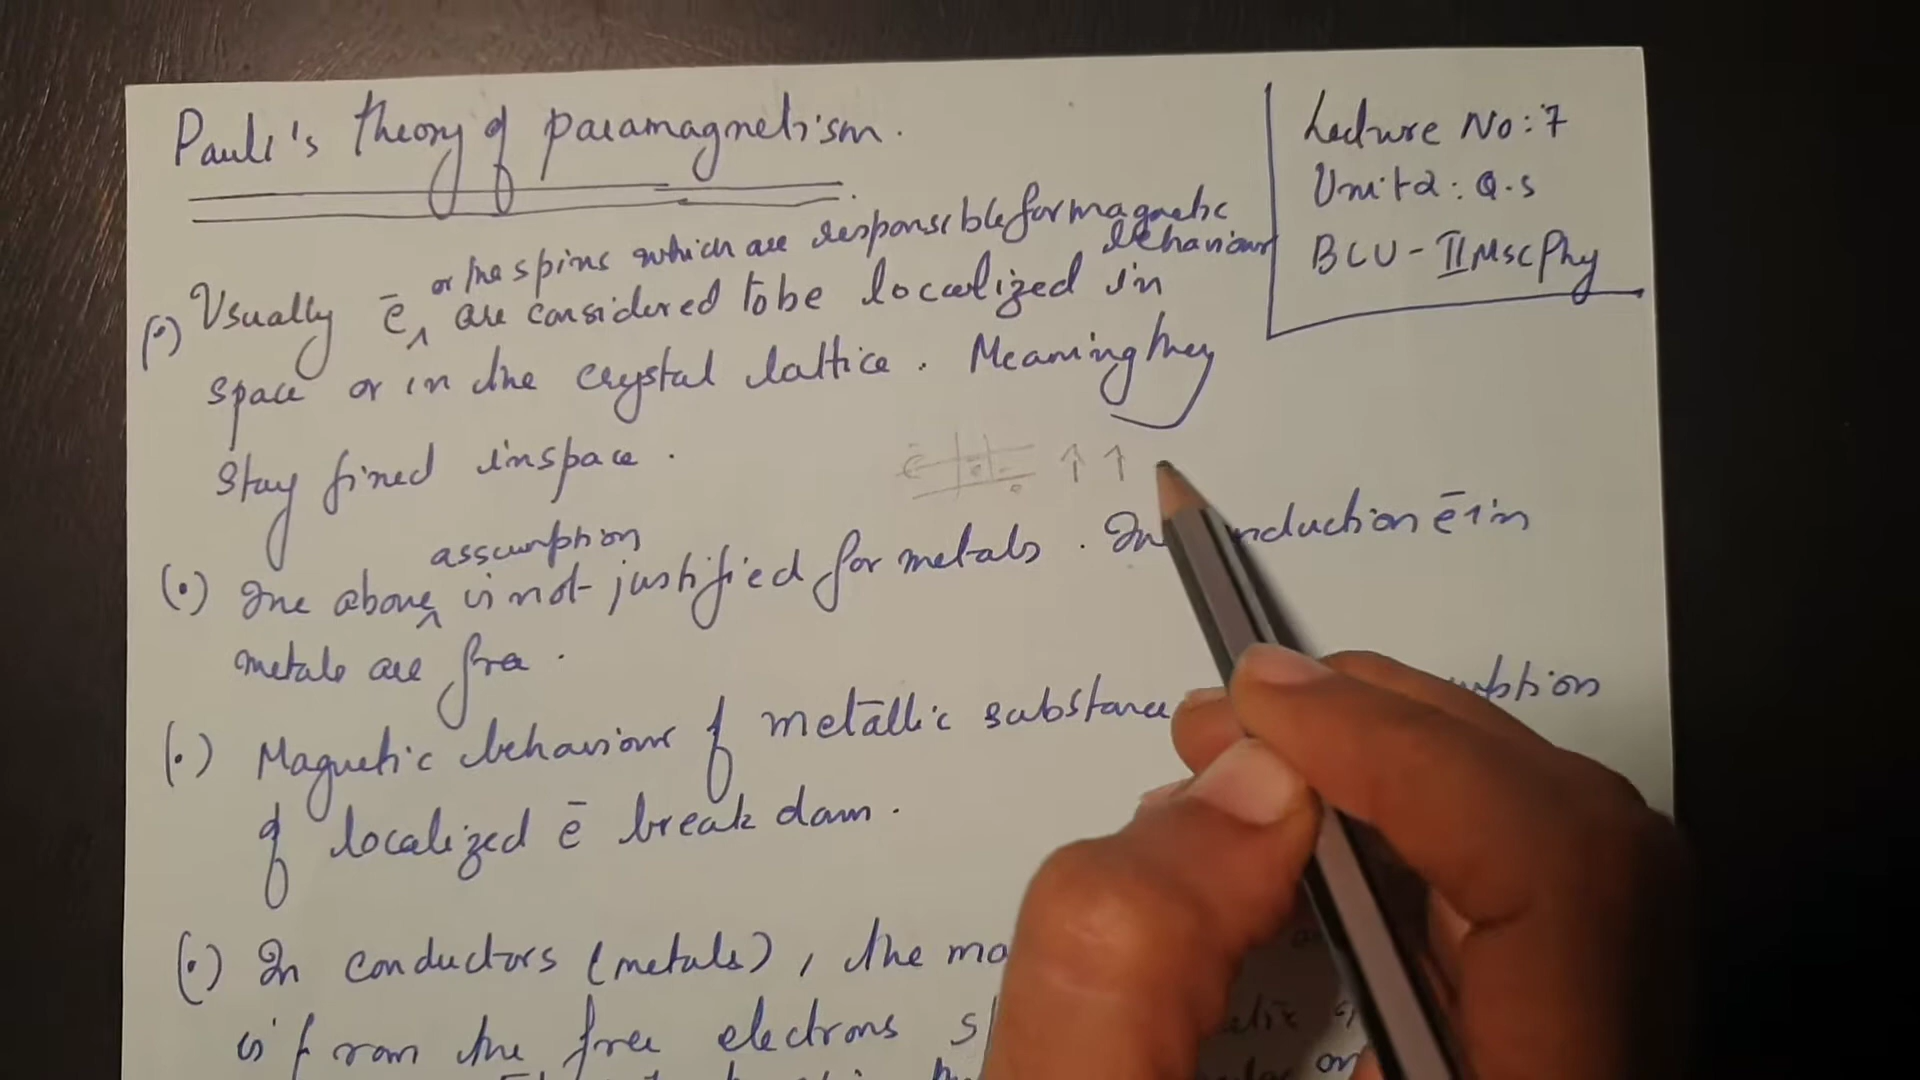 Pauli's theory of paramagnetism.
Lecture No: 7
Unit 2: Q.S
BCU - II Msc Phy
or the spins which are responsible for magnetic
behaviour
(•) Usually ē ^ are considered to be localized in
space or in the crystal lattice. Meaning they
stay fixed in space.
e
↑ ↑
assumption
(•) The above ^ is not justified for metals. The conduction ē s in
metals are free.
(•) Magnetic behaviour of metallic substance
of localized ē break down.
(•) In conductors (metals), the
is from the free electrons